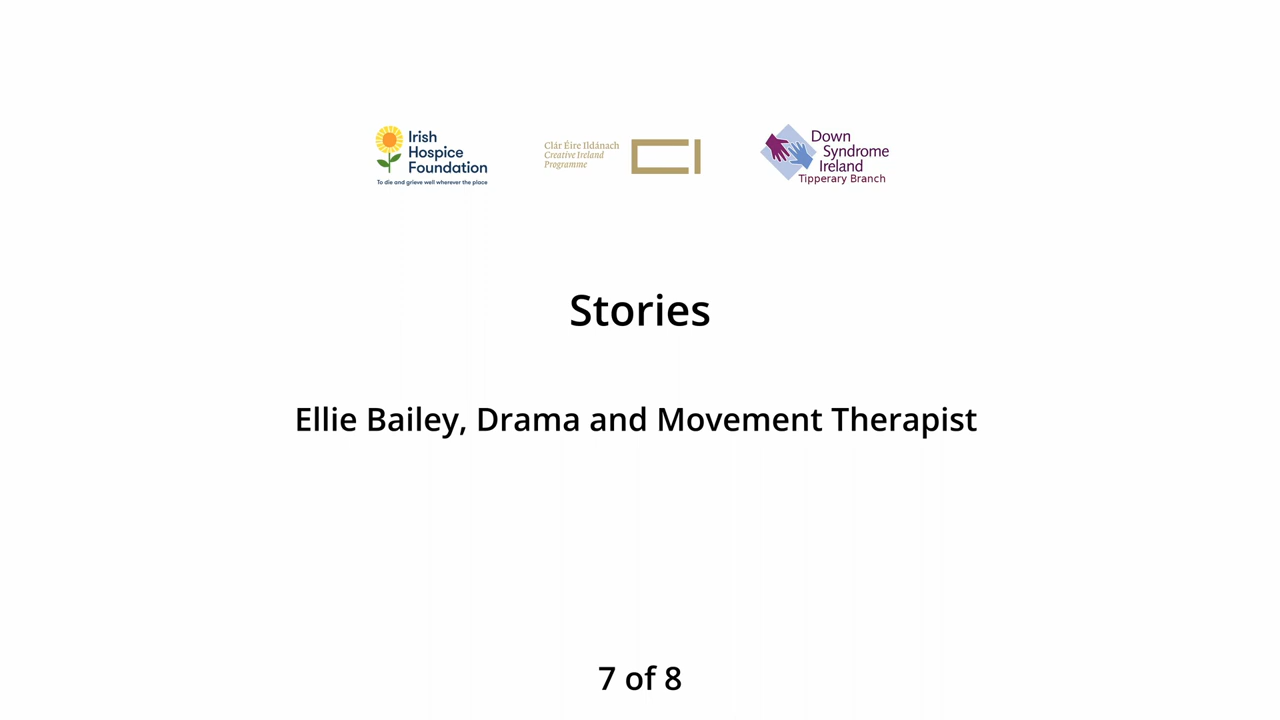 Irish
Hospice
Foundation
To die and grieve well wherever the place
Clár Éire Ildánach
Creative Ireland
Programme
Down
Syndrome
Ireland
Tipperary Branch
Stories
Ellie Bailey, Drama and Movement Therapist
7 of 8